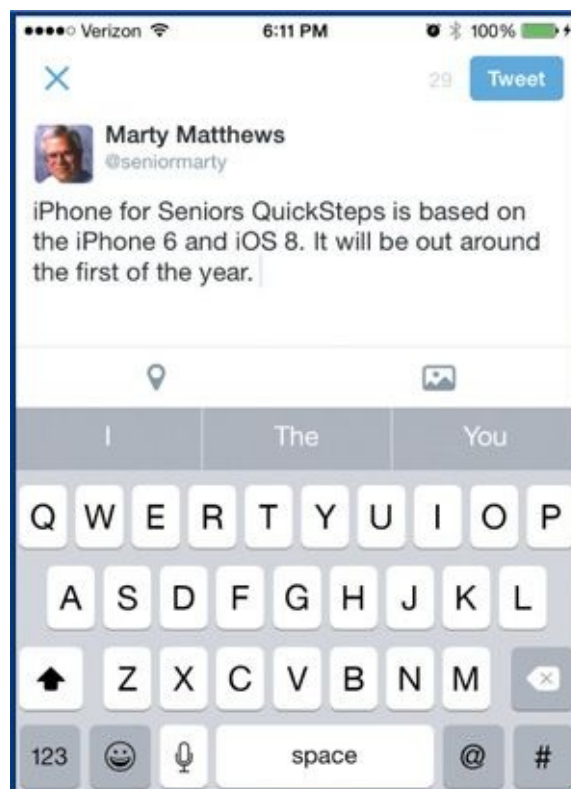 Verizon 6:11 PM 100%
29 Tweet
Marty Matthews
@seniormarty
iPhone for Seniors QuickSteps is based on
the iPhone 6 and iOS 8. It will be out around
the first of the year.
I The You
Q W E R T Y U I O P
A S D F G H J K L
Z X C V B N M
123 space @ #